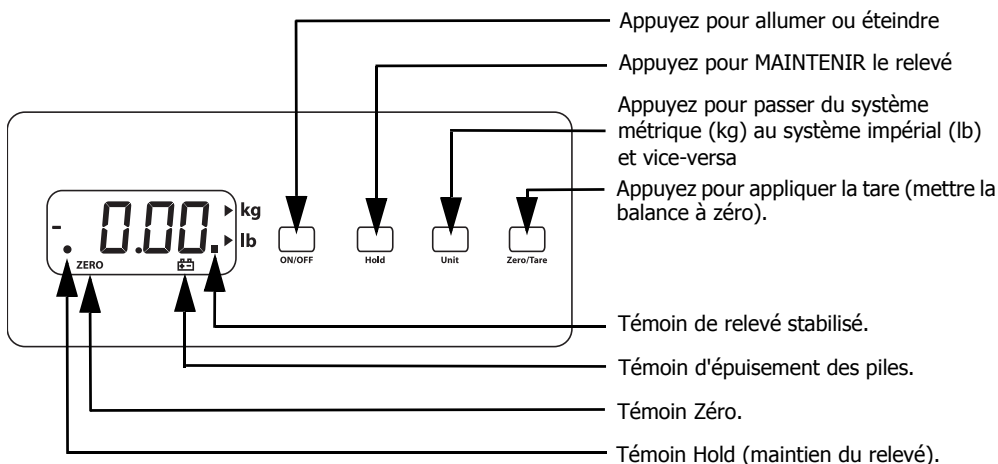 Appuyez pour allumer ou éteindre
Appuyez pour MAINTENIR le relevé
Appuyez pour passer du système
métrique (kg) au système impérial (lb)
et vice-versa
Appuyez pour appliquer la tare (mettre la
balance à zéro).
- 0.00. kg
lb
ZERO
ON/OFF Hold Unit Zero/Tare
Témoin de relevé stabilisé.
Témoin d'épuisement des piles.
Témoin Zéro.
Témoin Hold (maintien du relevé).